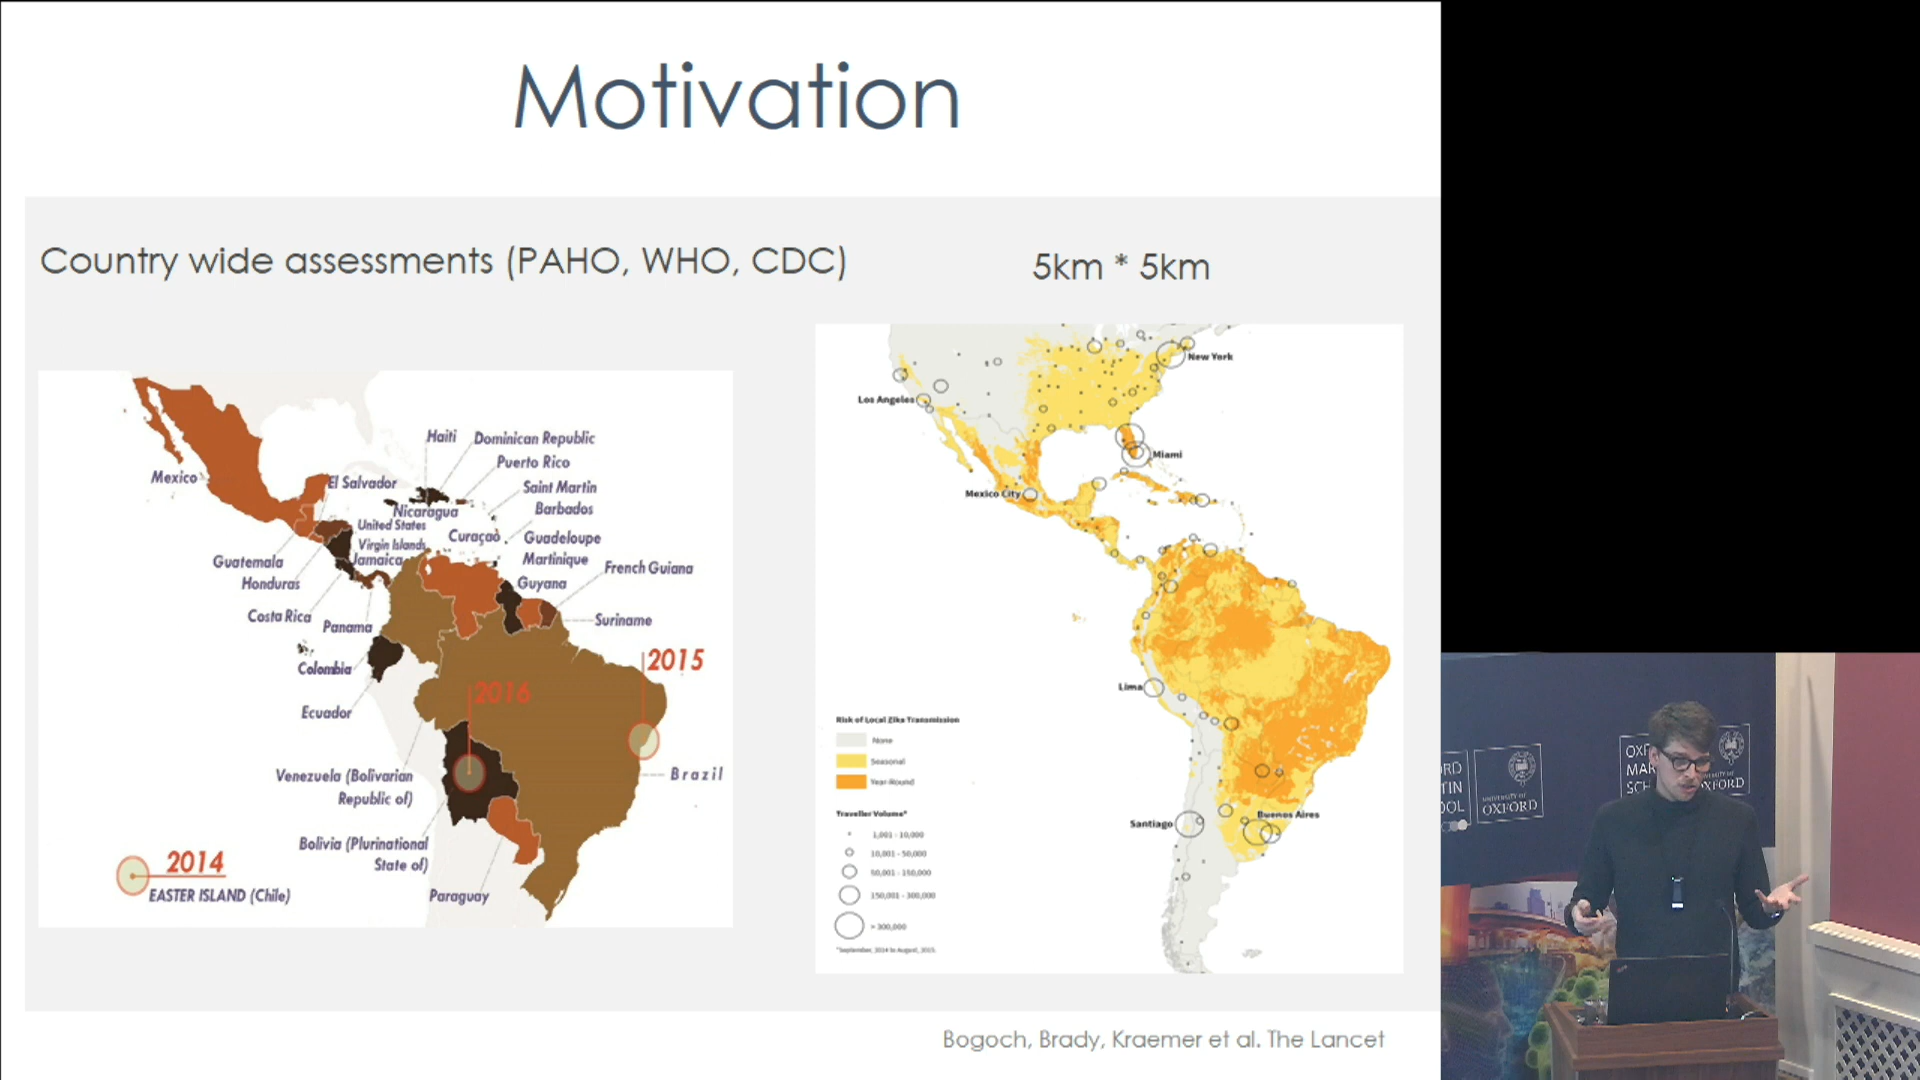 Motivation
Country wide assessments (PAHO, WHO, CDC)
5km * 5km
Haiti
Dominican Republic
Puerto Rico
Mexico
El Salvador
Saint Martin
Nicaragua
Barbados
United States
Virgin Islands
Curaçao
Guadeloupe
Jamaica
Martinique
Guatemala
French Guiana
Honduras
Guyana
Costa Rica
Panama
Suriname
Colombia
2015
2016
Ecuador
Venezuela (Bolivarian
Republic of)
Brazil
Bolivia (Plurinational
State of)
2014
EASTER ISLAND (Chile)
Paraguay
New York
Los Angeles
Miami
Mexico City
Lima
Santiago
Buenos Aires
Risk of Local Zika Transmission
None
Seasonal
Year-Round
Traveller Volume*
1,001 - 10,000
10,001 - 50,000
50,001 - 150,000
150,001 - 300,000
> 300,000
*September, 2014 to August, 2015.
Bogoch, Brady, Kraemer et al. The Lancet
UNIVERSITY OF
OXFORD